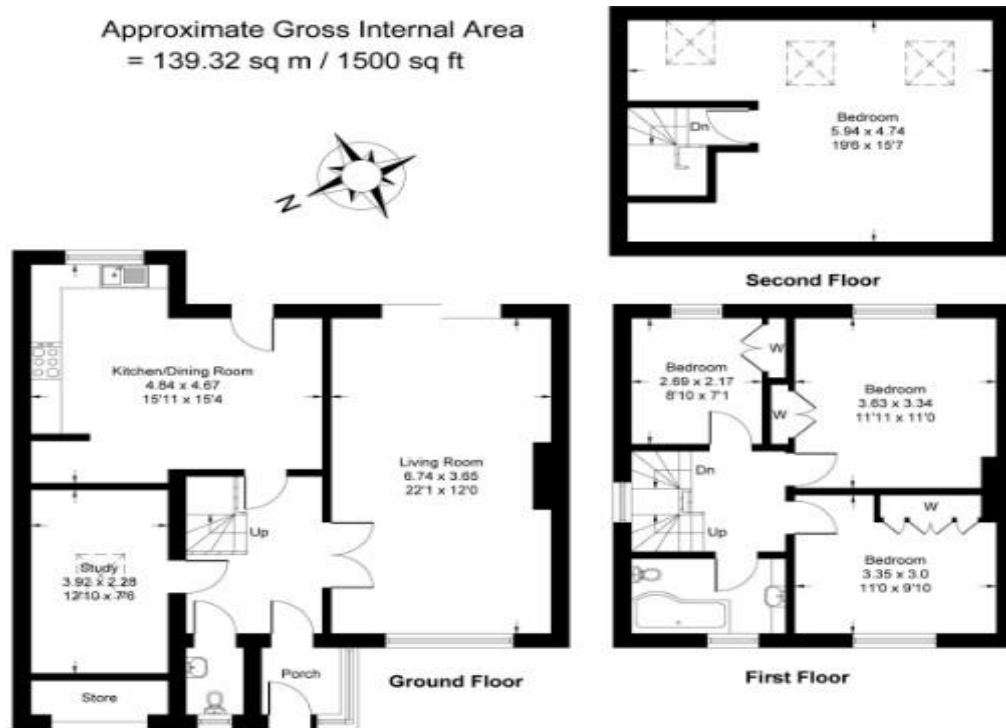 Approximate Gross Internal Area
= 139.32 sq m / 1500 sq ft
N
Dn
Bedroom
5.94 x 4.74
19'6 x 15'7
Second Floor
Kitchen/Dining Room
4.84 x 4.67
15'11 x 15'4
Living Room
6.74 x 3.65
22'1 x 12'0
Up
Study
3.92 x 2.28
12'10 x 7'6
Store
Porch
Ground Floor
W
Bedroom
2.69 x 2.17
8'10 x 7'1
W
Bedroom
3.63 x 3.34
11'11 x 11'0
Dn
Up
W
Bedroom
3.35 x 3.0
11'0 x 9'10
First Floor